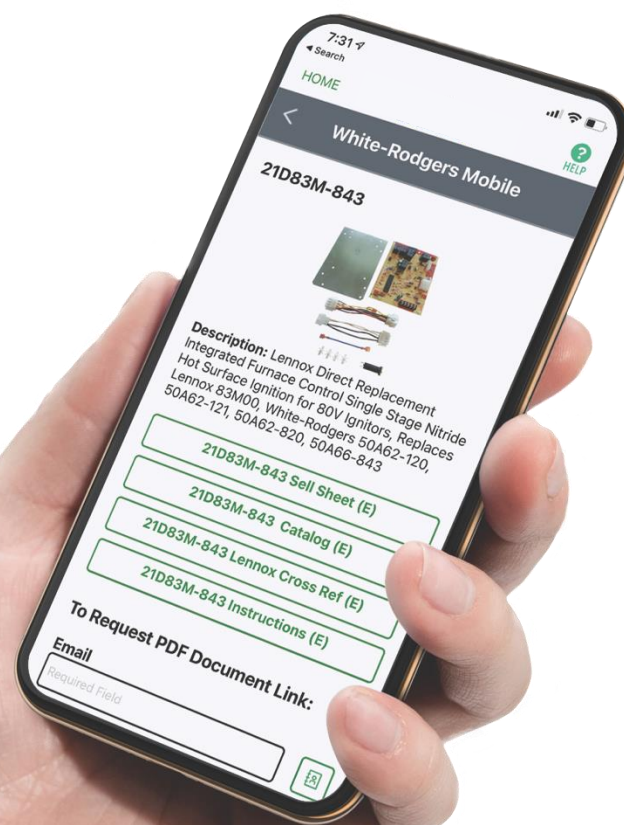 7:31
Search
HOME
HELP
White-Rodgers Mobile
21D83M-843
Description: Lennox Direct Replacement
Integrated Furnace Control Single Stage Nitride
Hot Surface Ignition for 80V Ignitors, Replaces
Lennox 83M00, White-Rodgers 50A62-120,
50A62-121, 50A62-820, 50A66-843
21D83M-843 Sell Sheet (E)
21D83M-843 Catalog (E)
21D83M-843 Lennox Cross Ref (E)
21D83M-843 Instructions (E)
To Request PDF Document Link:
Email
Required Field